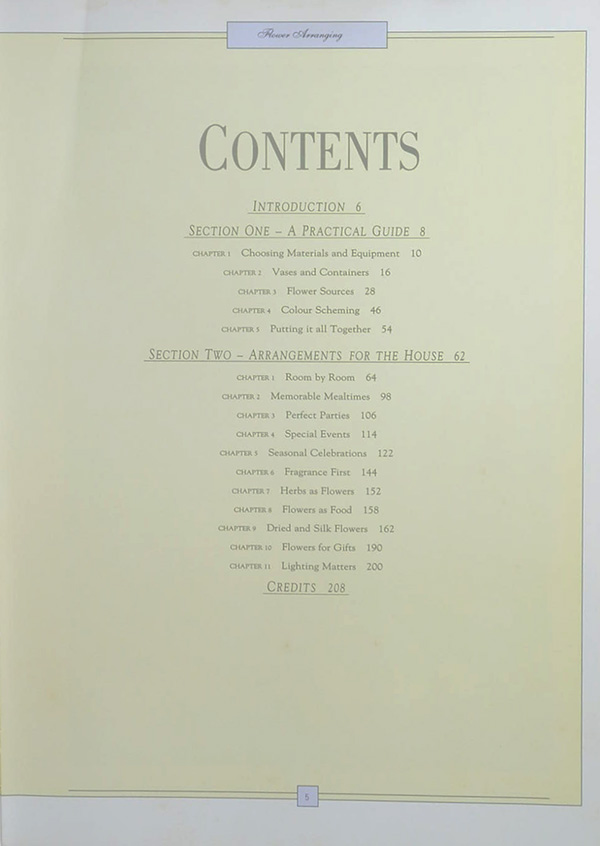 Flower Arranging
CONTENTS
INTRODUCTION 6
SECTION ONE – A PRACTICAL GUIDE 8
CHAPTER 1 Choosing Materials and Equipment 10
CHAPTER 2 Vases and Containers 16
CHAPTER 3 Flower Sources 28
CHAPTER 4 Colour Scheming 46
CHAPTER 5 Putting it all Together 54
SECTION TWO – ARRANGEMENTS FOR THE HOUSE 62
CHAPTER 1 Room by Room 64
CHAPTER 2 Memorable Mealtimes 98
CHAPTER 3 Perfect Parties 106
CHAPTER 4 Special Events 114
CHAPTER 5 Seasonal Celebrations 122
CHAPTER 6 Fragrance First 144
CHAPTER 7 Herbs as Flowers 152
CHAPTER 8 Flowers as Food 158
CHAPTER 9 Dried and Silk Flowers 162
CHAPTER 10 Flowers for Gifts 190
CHAPTER 11 Lighting Matters 200
CREDITS 208
5